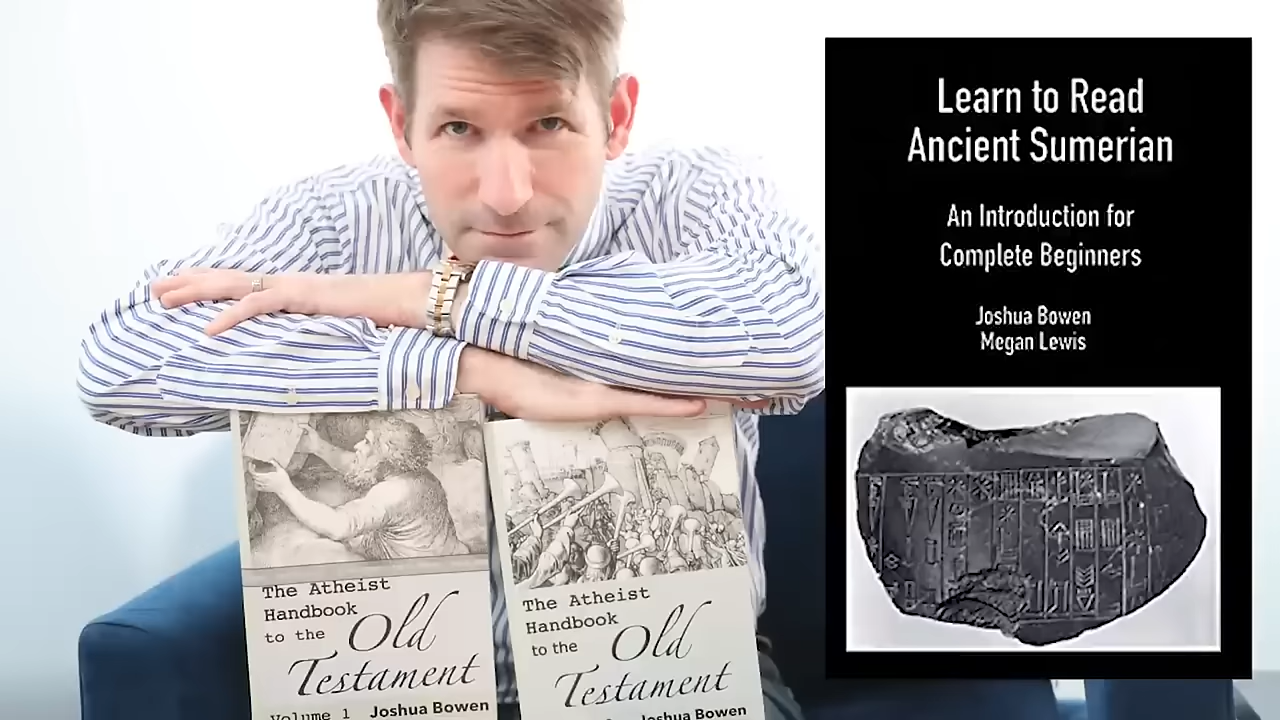 Learn to Read
Ancient Sumerian
An Introduction for
Complete Beginners
Joshua Bowen
Megan Lewis
The Atheist
Handbook
to the Old
Testament
Volume 1 Joshua Bowen
The Atheist
Handbook
to the Old
Testament
Joshua Bowen